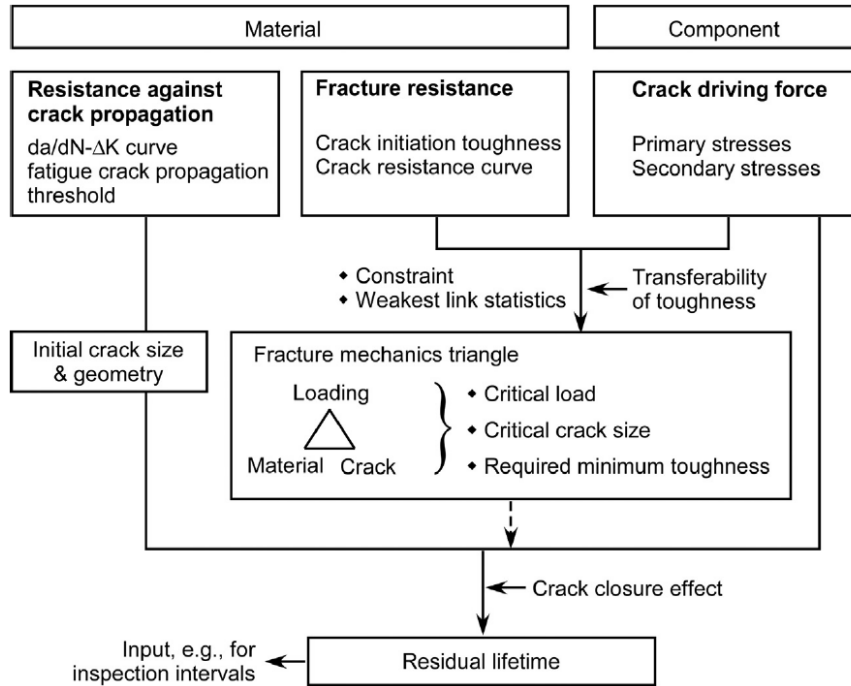 Material
Component
Resistance against
crack propagation
da/dN-ΔK curve
fatigue crack propagation
threshold
Fracture resistance
Crack initiation toughness
Crack resistance curve
Crack driving force
Primary stresses
Secondary stresses
◆ Constraint
◆ Weakest link statistics
Transferability
of toughness
Initial crack size
& geometry
Fracture mechanics triangle
Loading
Material Crack
◆ Critical load
◆ Critical crack size
◆ Required minimum toughness
Crack closure effect
Input, e.g., for
inspection intervals
Residual lifetime